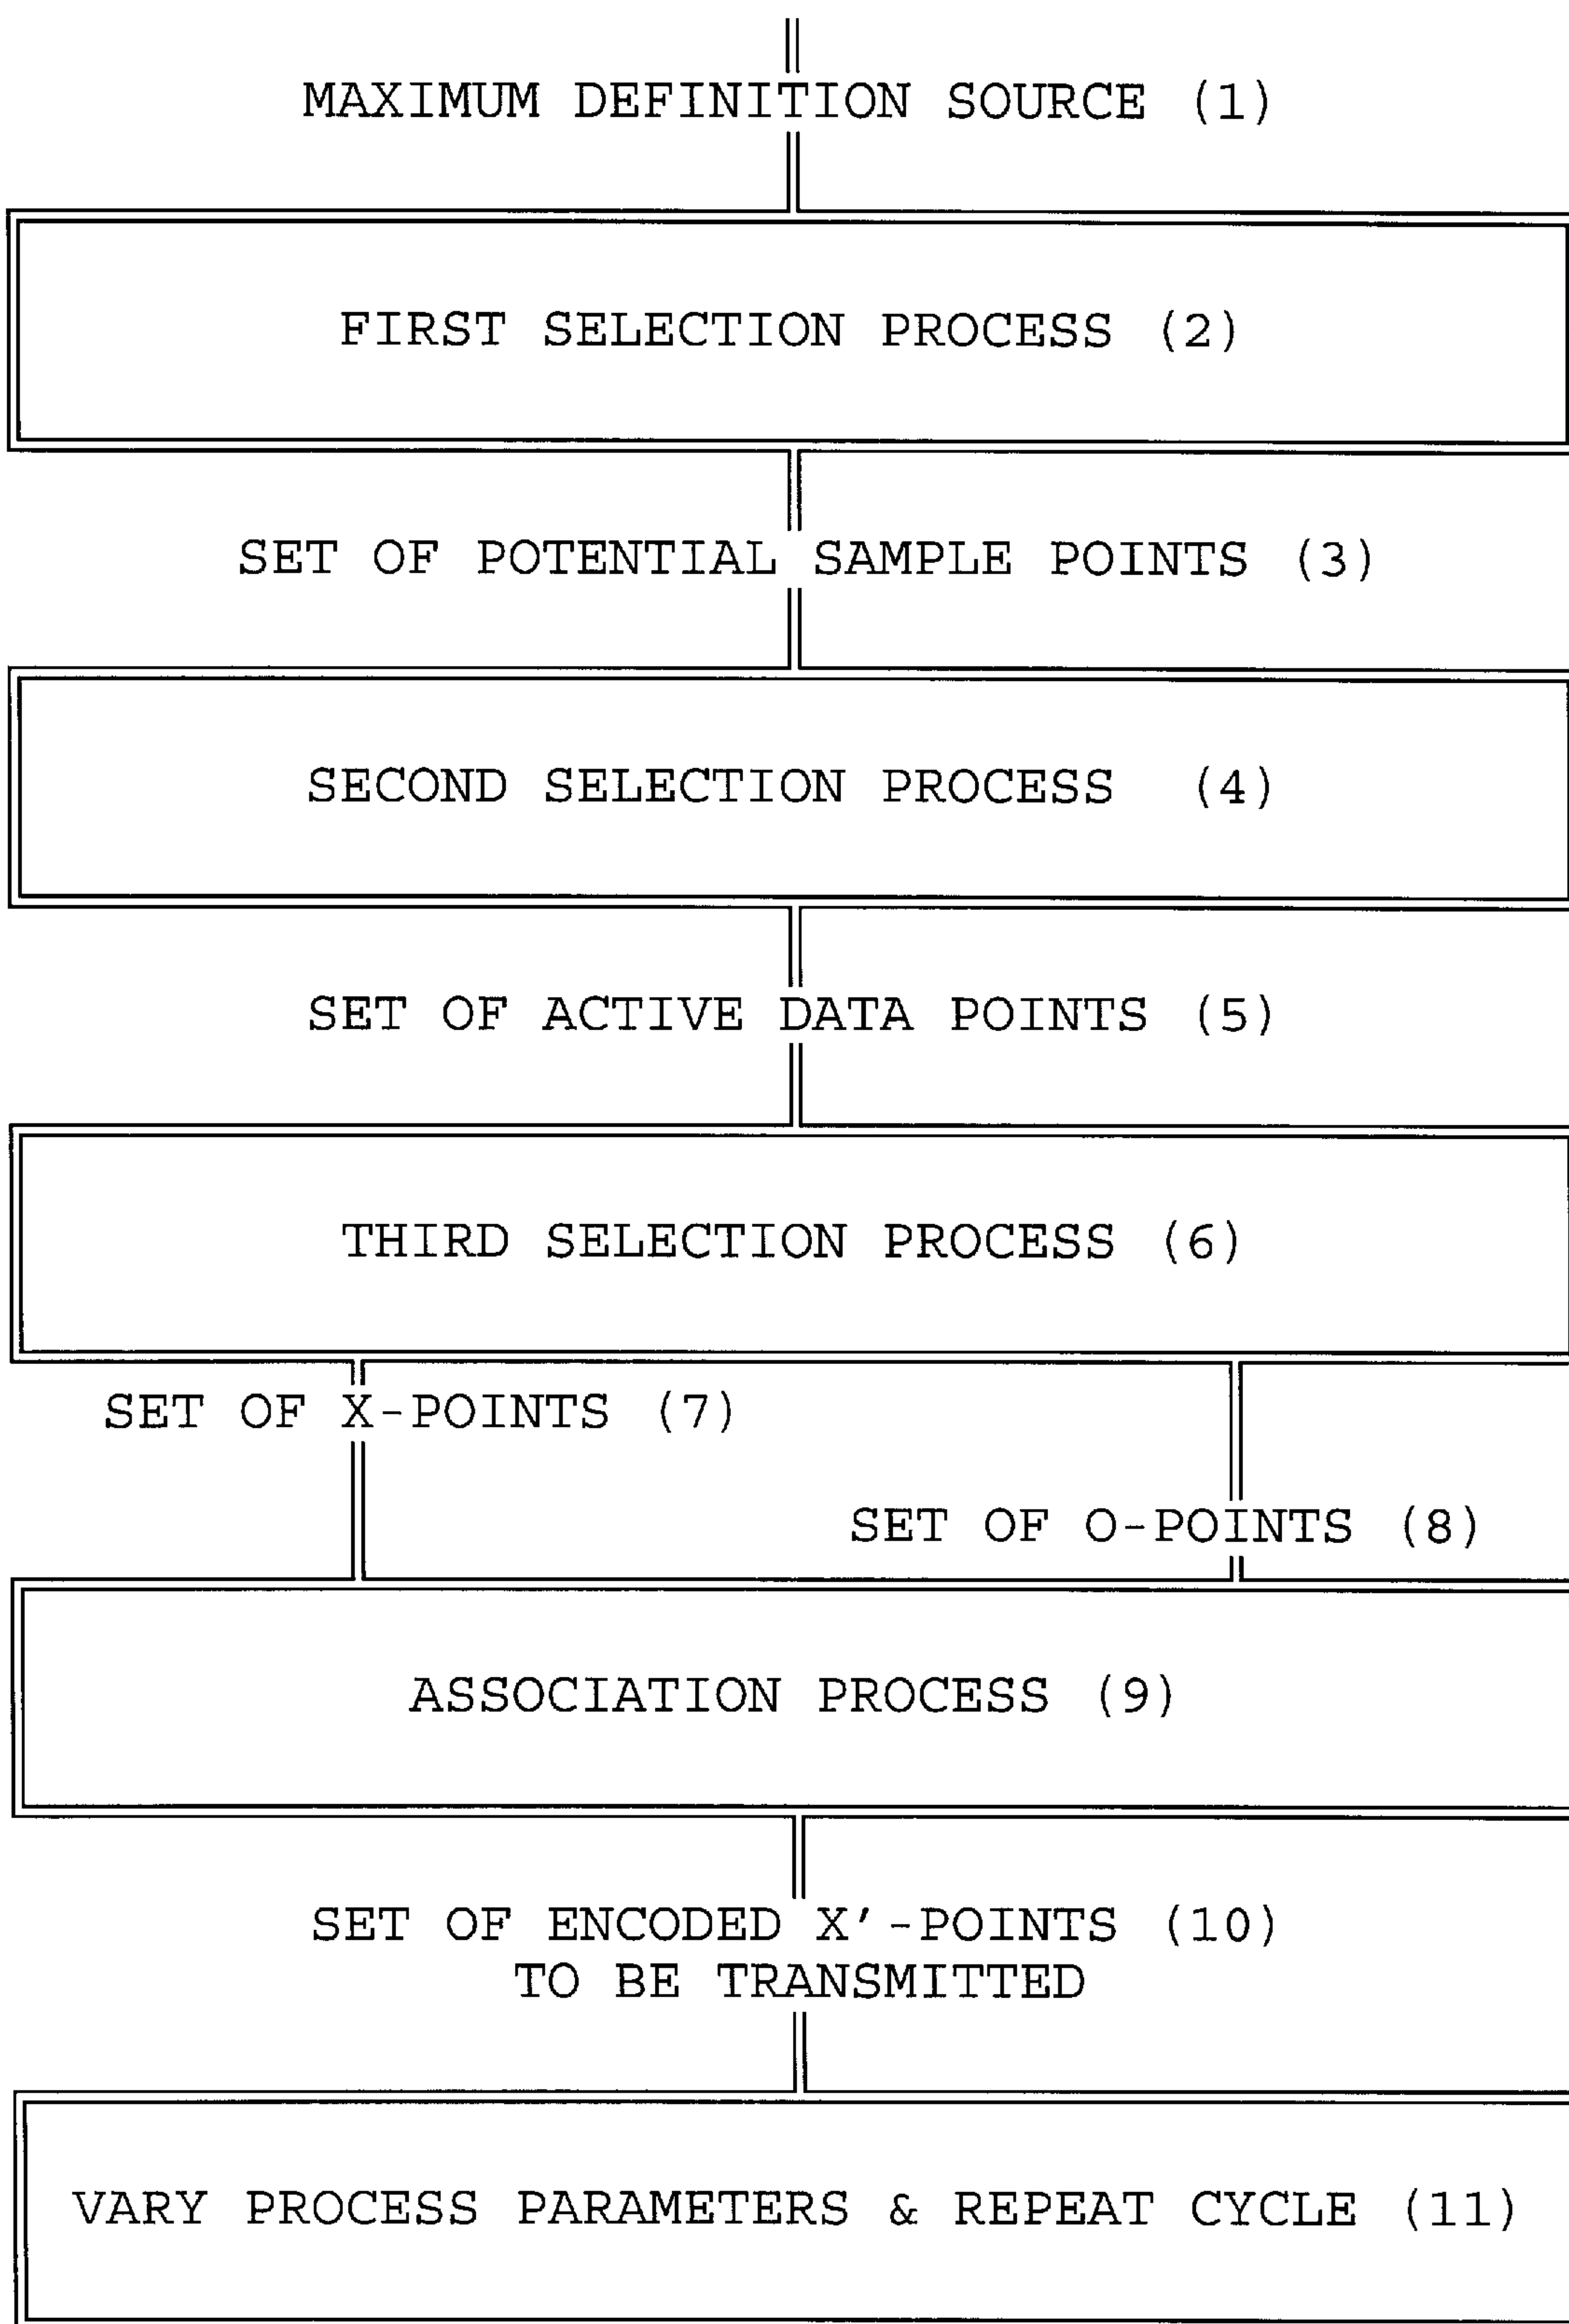 MAXIMUM DEFINITION SOURCE (1)
FIRST SELECTION PROCESS (2)
SET OF POTENTIAL SAMPLE POINTS (3)
SECOND SELECTION PROCESS (4)
SET OF ACTIVE DATA POINTS (5)
THIRD SELECTION PROCESS (6)
SET OF X-POINTS (7)
SET OF O-POINTS (8)
ASSOCIATION PROCESS (9)
SET OF ENCODED X'-POINTS (10)
TO BE TRANSMITTED
VARY PROCESS PARAMETERS & REPEAT CYCLE (11)